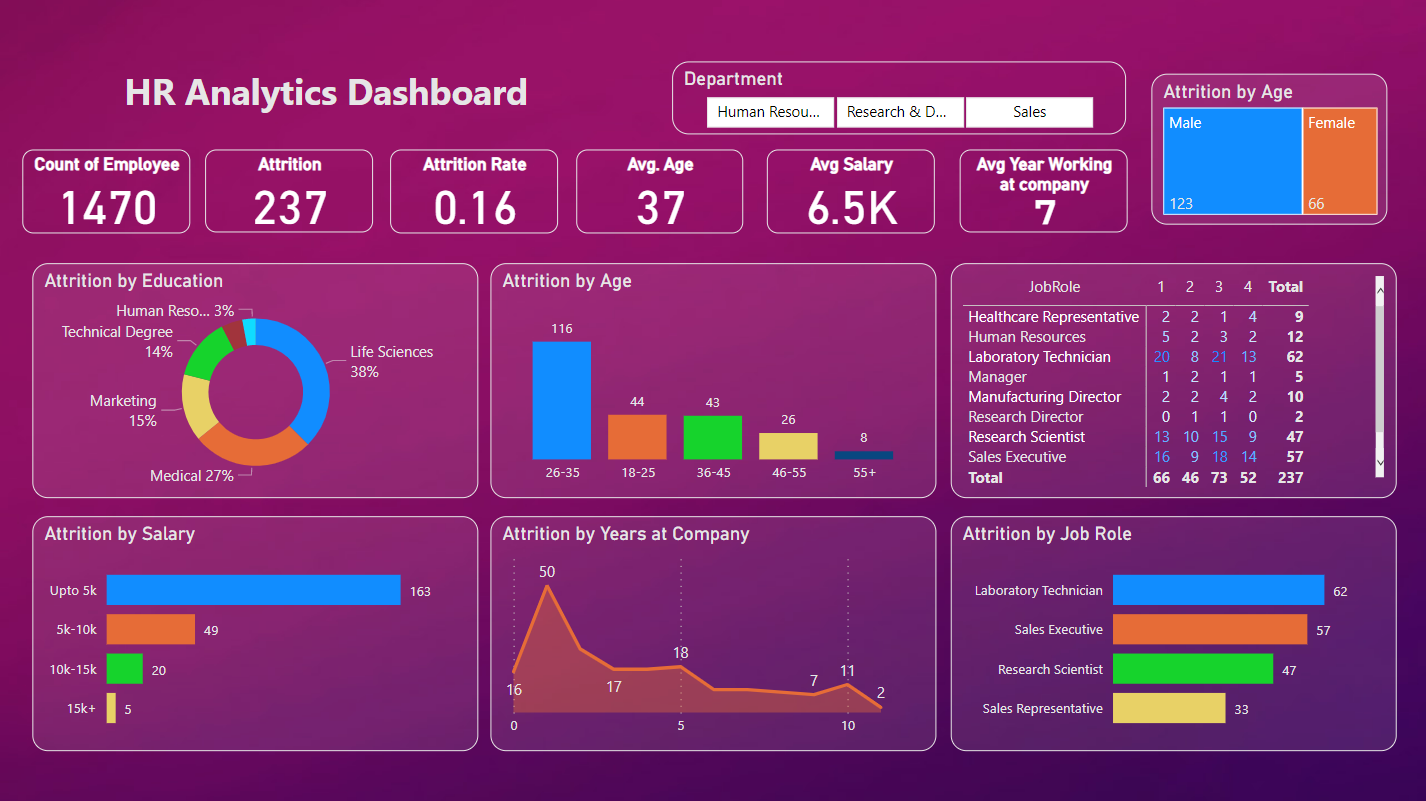 HR Analytics Dashboard
Department
Human Resou...
Research & D...
Sales
Attrition by Age
Male
Female
123
66
Count of Employee
1470
Attrition
237
Attrition Rate
0.16
Avg. Age
37
Avg Salary
6.5K
Avg Year Working
at company
7
Attrition by Education
Human Reso... 3%
Technical Degree
14%
Life Sciences
38%
Marketing
15%
Medical 27%
Attrition by Age
116
44
43
26
8
26-35
18-25
36-45
46-55
55+
JobRole 1 2 3 4 Total
Healthcare Representative 2 2 1 4 9
Human Resources 5 2 3 2 12
Laboratory Technician 20 8 21 13 62
Manager 1 2 1 1 5
Manufacturing Director 2 2 4 2 10
Research Director 0 1 1 0 2
Research Scientist 13 10 15 9 47
Sales Executive 16 9 18 14 57
Total 66 46 73 52 237
Attrition by Salary
Upto 5k 163
5k-10k 49
10k-15k 20
15k+ 5
Attrition by Years at Company
50
16
17
18
7
11
2
0
5
10
Attrition by Job Role
Laboratory Technician 62
Sales Executive 57
Research Scientist 47
Sales Representative 33